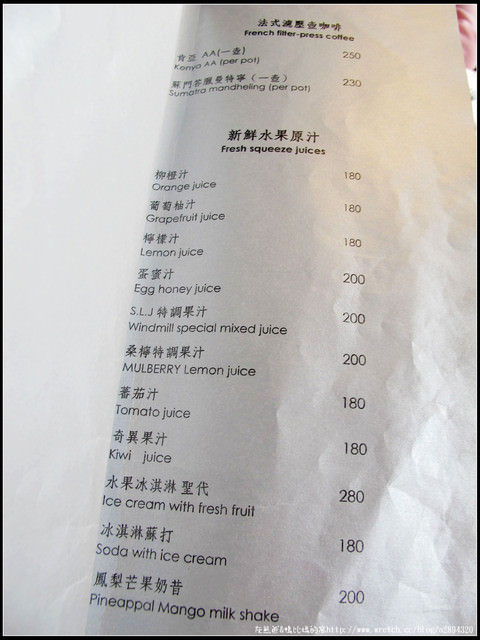 法式濾壓壺咖啡
French filter-press coffee
肯亞 AA(一壺) 250
Kenya AA (per pot)
蘇門答臘曼特寧（一壺） 230
Sumatra mandheling (per pot)
新鮮水果原汁
Fresh squeeze juices
柳橙汁 180
Orange juice
葡萄柚汁 180
Grapefruit juice
檸檬汁 180
Lemon juice
蛋蜜汁 200
Egg honey juice
S.L.J 特調果汁 200
Windmill special mixed juice
桑檸特調果汁 200
MULBERRY Lemon juice
蕃茄汁 180
Tomato juice
奇異果汁 180
Kiwi juice
水果冰淇淋 聖代 280
Ice cream with fresh fruit
冰淇淋蘇打 180
Soda with ice cream
鳳梨芒果奶昔 200
Pineappal Mango milk shake